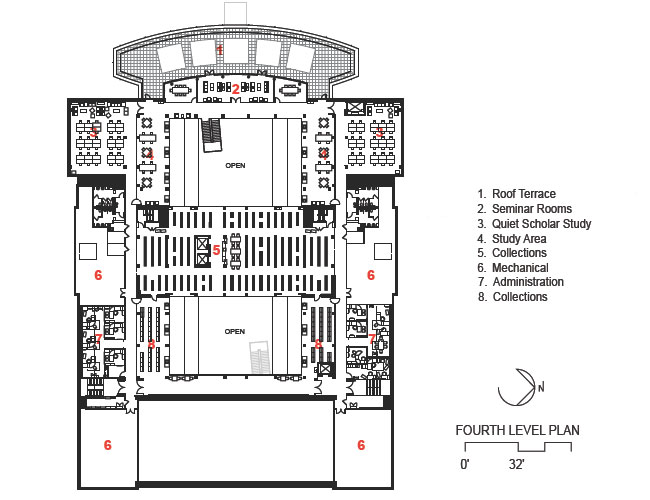 1
2
3
3
4
4
OPEN
5
6
6
OPEN
7
8
8
7
6
6
1. Roof Terrace
2. Seminar Rooms
3. Quiet Scholar Study
4. Study Area
5. Collections
6. Mechanical
7. Administration
8. Collections
N
FOURTH LEVEL PLAN
0' 32'